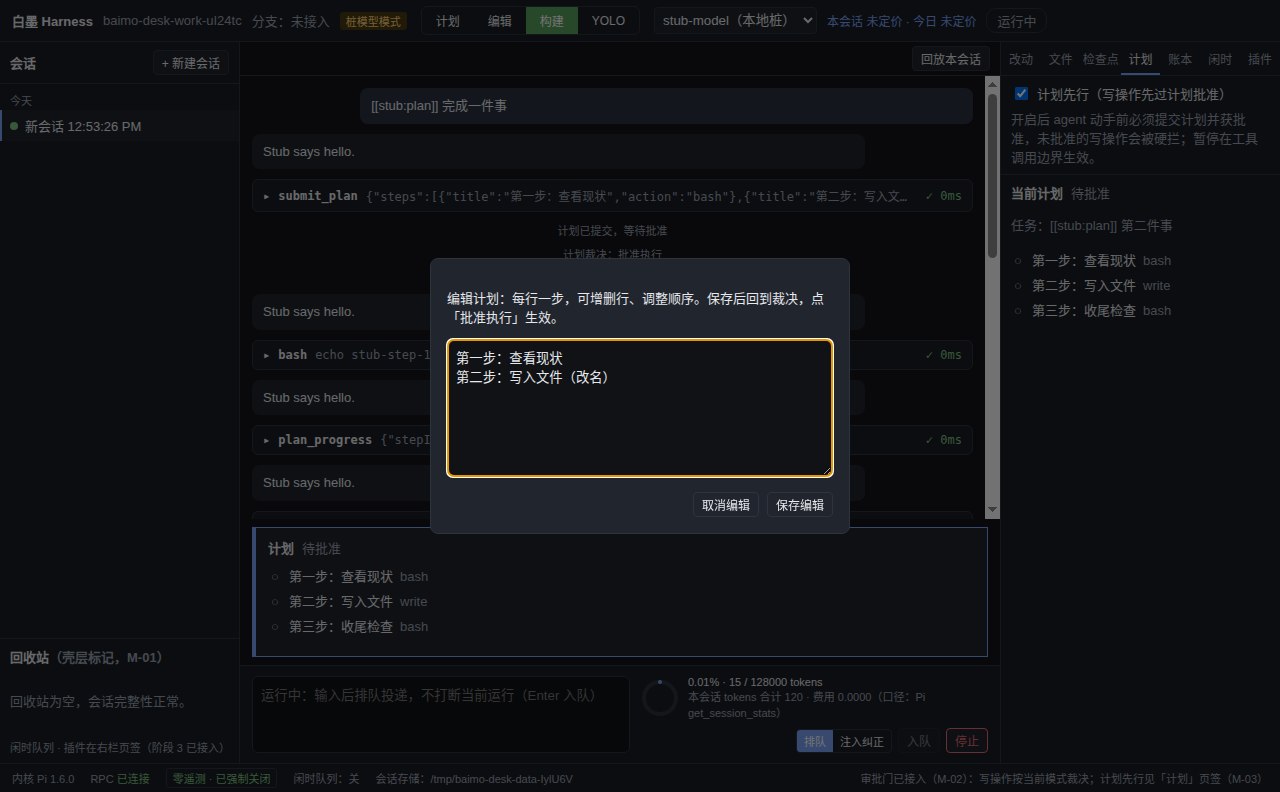 白墨 Harness baimo-desk-work-uI24tc 分支：未接入 桩模型模式 计划 编辑 构建 YOLO stub-model（本地桩） 本会话 未定价 · 今日 未定价 运行中
会话 + 新建会话
今天
新会话 12:53:26 PM
回收站（壳层标记，M-01）
回收站为空，会话完整性正常。
闲时队列 · 插件在右栏页签（阶段 3 已接入）
回放本会话
[[stub:plan]] 完成一件事
Stub says hello.
▸ submit_plan {"steps":[{"title":"第一步：查看现状","action":"bash"},{"title":"第二步：写入文… ✓ 0ms
计划已提交，等待批准
计划裁决：批准执行
Stub says hello.
▸ bash echo stub-step-1 ✓ 0ms
Stub says hello.
▸ plan_progress {"stepI ✓ 0ms
Stub says hello.
编辑计划：每行一步，可增删行、调整顺序。保存后回到裁决，点
「批准执行」生效。
第一步：查看现状
第二步：写入文件（改名）
取消编辑 保存编辑
计划 待批准
○ 第一步：查看现状 bash
○ 第二步：写入文件 write
○ 第三步：收尾检查 bash
运行中：输入后排队投递，不打断当前运行（Enter 入队）
0.01% · 15 / 128000 tokens
本会话 tokens 合计 120 · 费用 0.0000（口径：Pi
get_session_stats）
排队 注入纠正 入队 停止
改动 文件 检查点 计划 账本 闲时 插件
计划先行（写操作先过计划批准）
开启后 agent 动手前必须提交计划并获批
准，未批准的写操作会被硬拦；暂停在工具
调用边界生效。
当前计划 待批准
任务：[[stub:plan]] 第二件事
○ 第一步：查看现状 bash
○ 第二步：写入文件 write
○ 第三步：收尾检查 bash
内核 Pi 1.6.0 RPC 已连接 零遥测 · 已强制关闭 闲时队列：关 会话存储：/tmp/baimo-desk-data-IyIU6V 审批门已接入（M-02）：写操作按当前模式裁决；计划先行见「计划」页签（M-03）